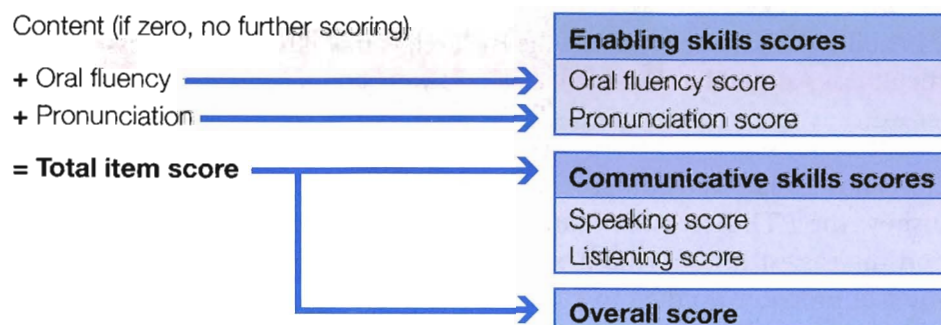 Content (if zero, no further scoring)
+ Oral fluency
+ Pronunciation
= Total item score
Enabling skills scores
Oral fluency score
Pronunciation score
Communicative skills scores
Speaking score
Listening score
Overall score